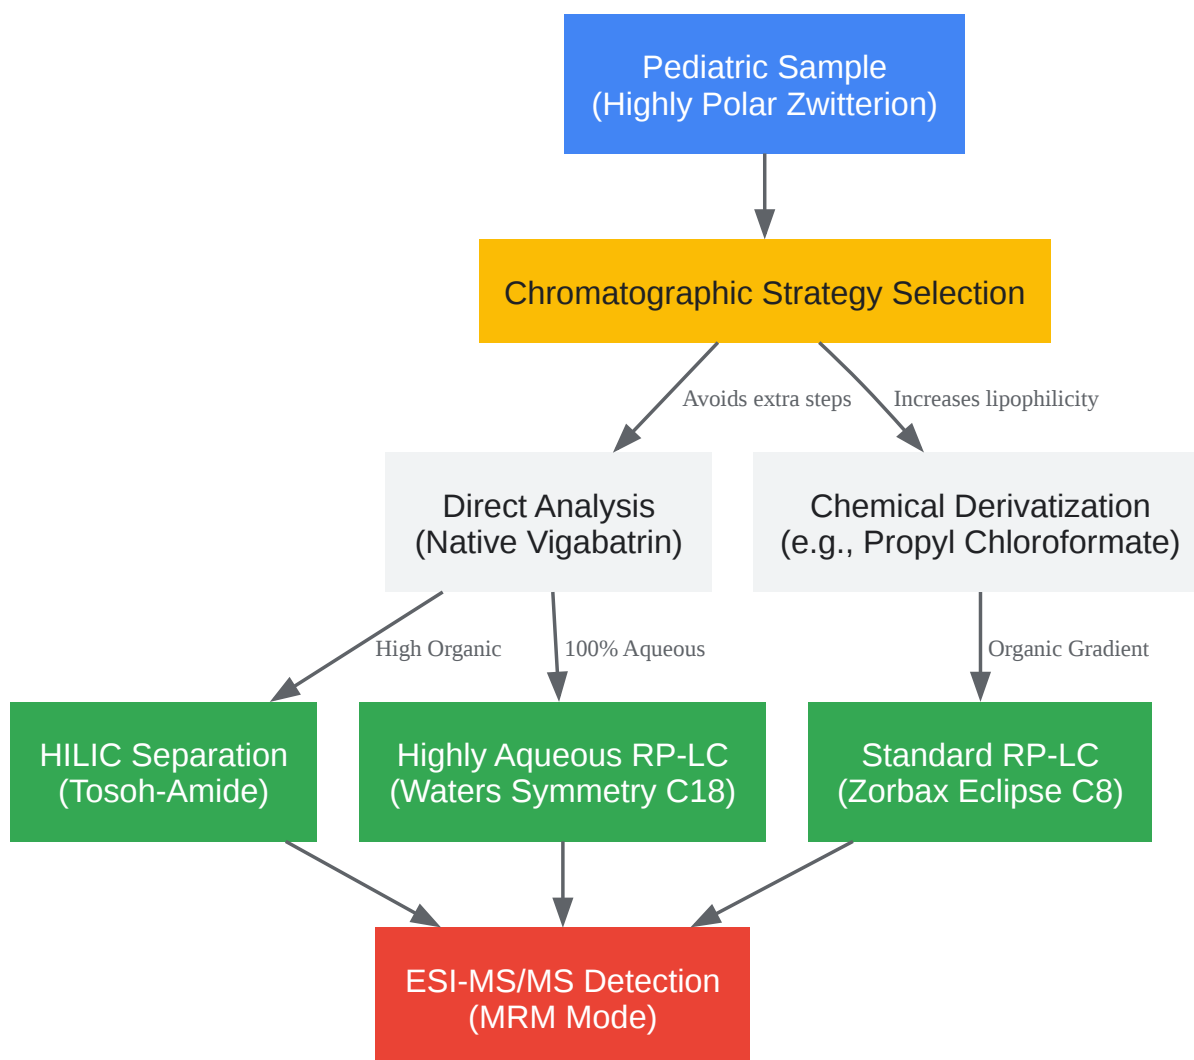 Pediatric Sample
(Highly Polar Zwitterion)
Chromatographic Strategy Selection
Avoids extra steps
Increases lipophilicity
Direct Analysis
(Native Vigabatrin)
Chemical Derivatization
(e.g., Propyl Chloroformate)
High Organic
100% Aqueous
Organic Gradient
HILIC Separation
(Tosoh-Amide)
Highly Aqueous RP-LC
(Waters Symmetry C18)
Standard RP-LC
(Zorbax Eclipse C8)
ESI-MS/MS Detection
(MRM Mode)